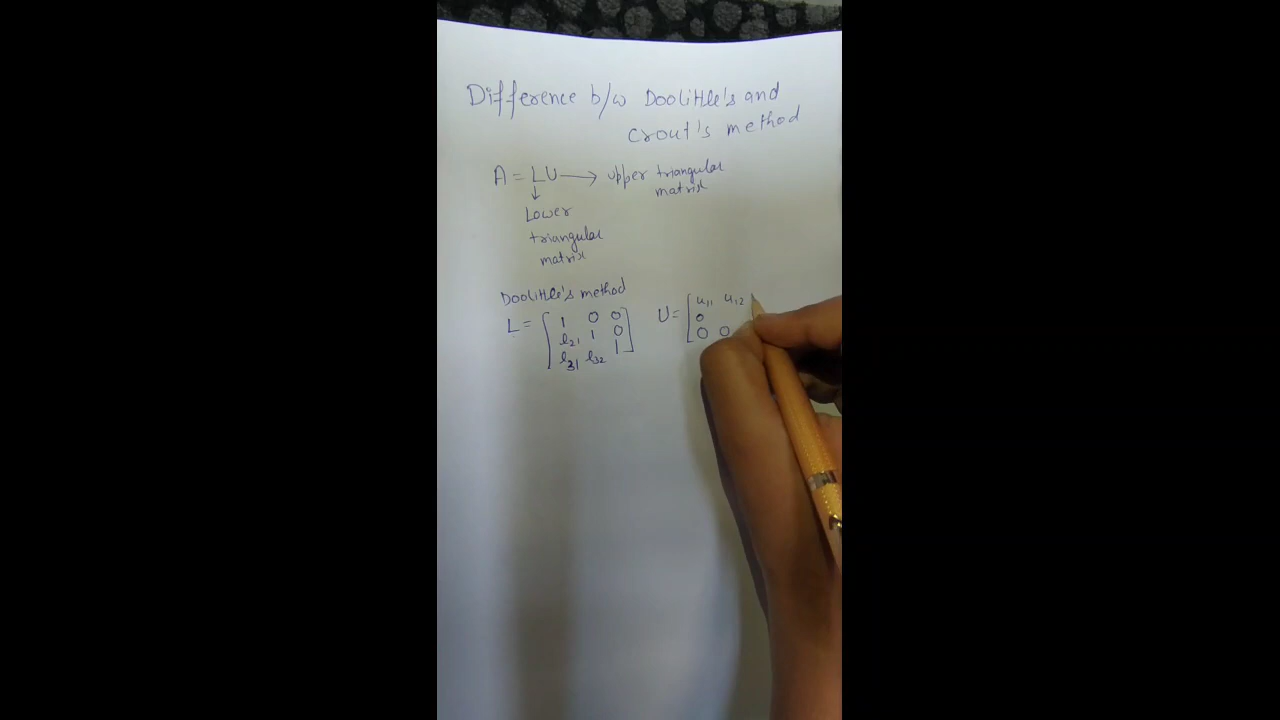 Difference b/w Doolittle's and
Crout's method
A = LU → upper triangular
matrix
↓
Lower
triangular
matrix
Doolittle's method
L = [ 1 0 0
l21 1 0
l31 l32 1 ]
U = [ u11 u12
0
0 0